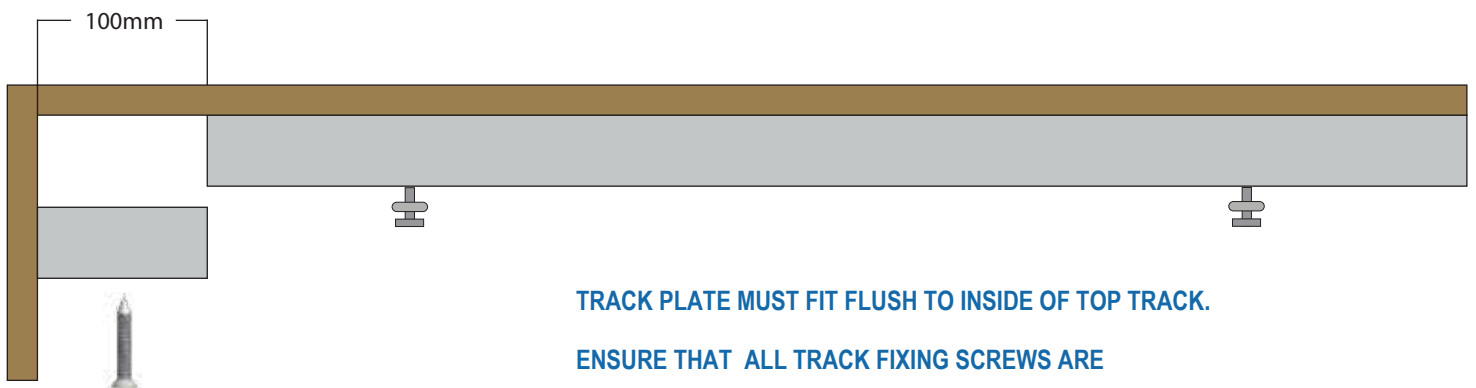 100mm
TRACK PLATE MUST FIT FLUSH TO INSIDE OF TOP TRACK.
ENSURE THAT ALL TRACK FIXING SCREWS ARE